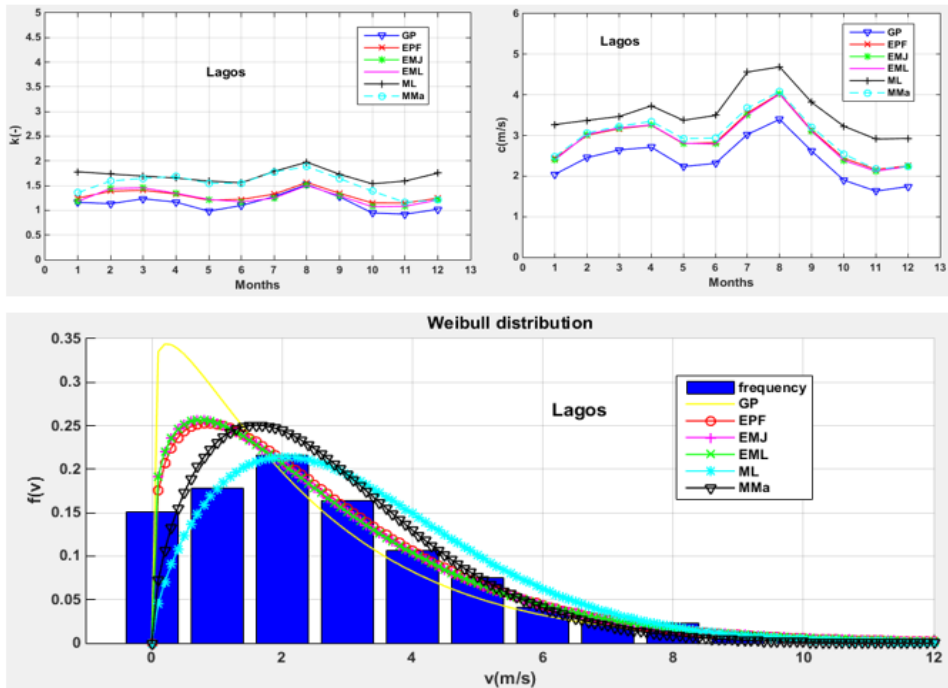 5
4.5
4
3.5
3
2.5
2
1.5
1
0.5
0
k(-)
Lagos
GP
EPF
EMJ
EML
ML
MMa
0 1 2 3 4 5 6 7 8 9 10 11 12 13
Months
6
5
4
3
2
1
0
c(m/s)
Lagos
GP
EPF
EMJ
EML
ML
MMa
0 1 2 3 4 5 6 7 8 9 10 11 12 13
Months
Weibull distribution
0.35
0.3
0.25
0.2
0.15
0.1
0.05
0
f(v)
Lagos
frequency
GP
EPF
EMJ
EML
ML
MMa
0 2 4 6 8 10 12
v(m/s)